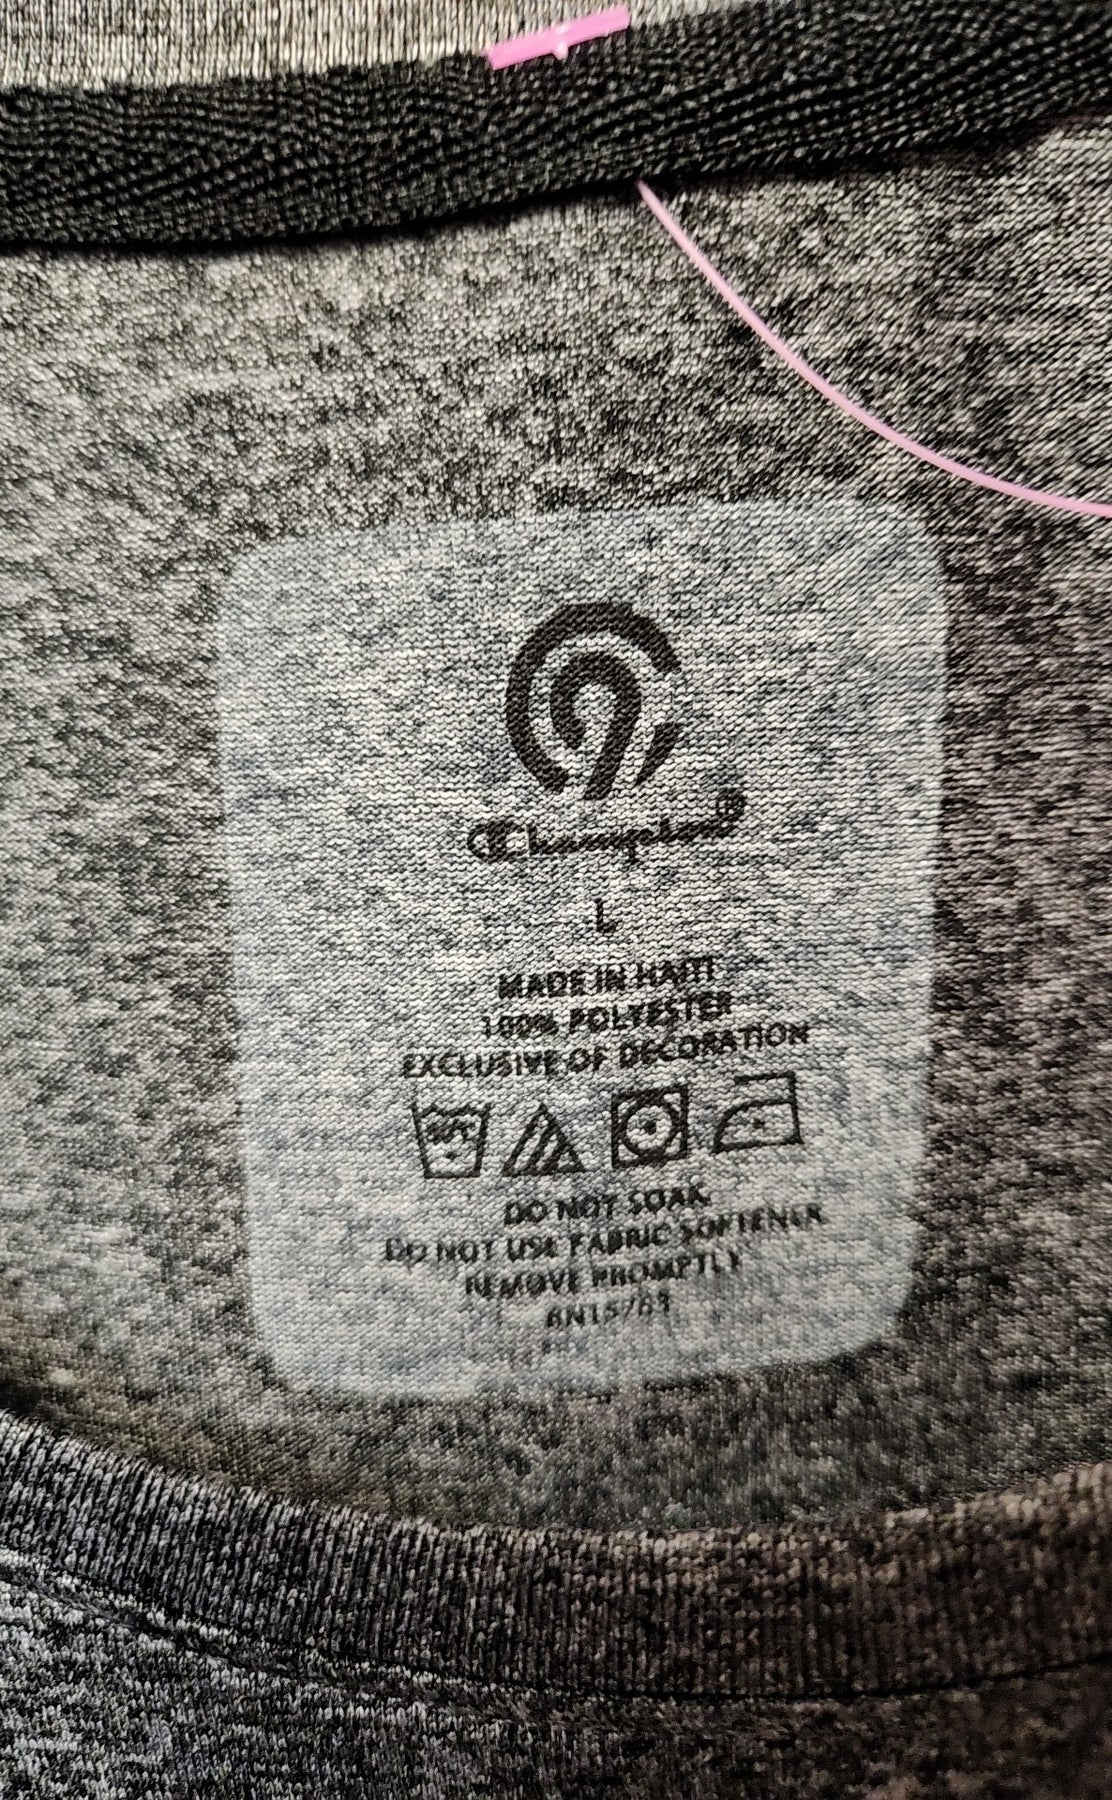 Champion®
L
MADE IN HAITI
100% POLYESTER
EXCLUSIVE OF DECORATION
DO NOT SOAK
DO NOT USE FABRIC SOFTENER
REMOVE PROMPTLY